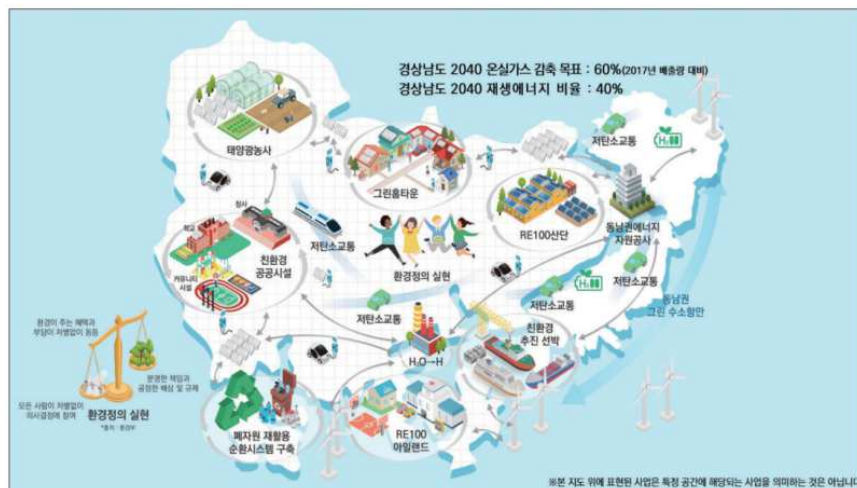 경상남도 2040 온실가스 감축 목표 : 60%(2017년 배출량 대비)
경상남도 2040 재생에너지 비율 : 40%
저탄소교통
H₂
태양광농사
그린홈타운
RE100산단
동남권에너지
자원공사
청사
학교
커뮤니티
시설
친환경
공공시설
저탄소교통
환경정의 실현
저탄소교통
저탄소교통
H₂
동남권
그린 수소항만
저탄소교통
H₂O→H
친환경
추진 선박
환경이 주는 혜택과
부담이 차별없이 동등
분명한 책임과
공정한 배상 및 규제
모든 사람이 차별없이
의사결정에 참여
환경정의 실현
*출처 : 환경부
폐자원 재활용
순환시스템 구축
RE100
아일랜드
※본 지도 위에 표현된 사업은 특정 공간에 해당되는 사업을 의미하는 것은 아닙니다